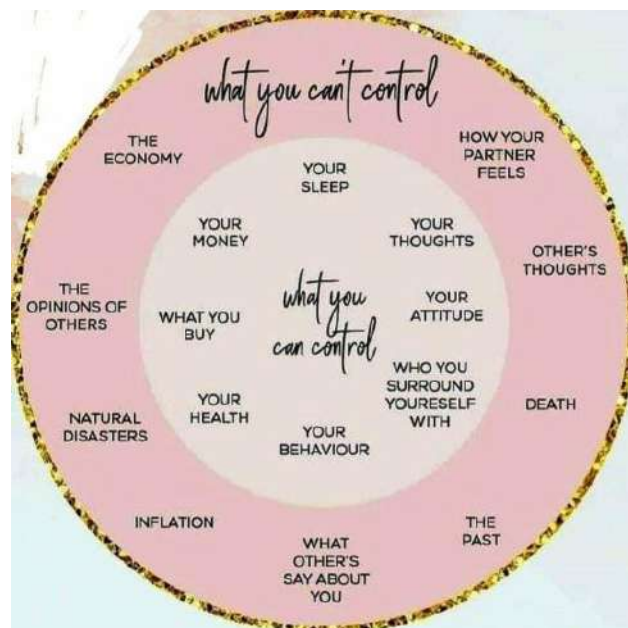 what you can't control
THE
ECONOMY
HOW YOUR
PARTNER
FEELS
OTHER'S
THOUGHTS
DEATH
THE
PAST
WHAT
OTHER'S
SAY ABOUT
YOU
INFLATION
NATURAL
DISASTERS
THE
OPINIONS OF
OTHERS
what you
can control
YOUR
SLEEP
YOUR
THOUGHTS
YOUR
ATTITUDE
WHO YOU
SURROUND
YOURESELF
WITH
YOUR
BEHAVIOUR
YOUR
HEALTH
WHAT YOU
BUY
YOUR
MONEY